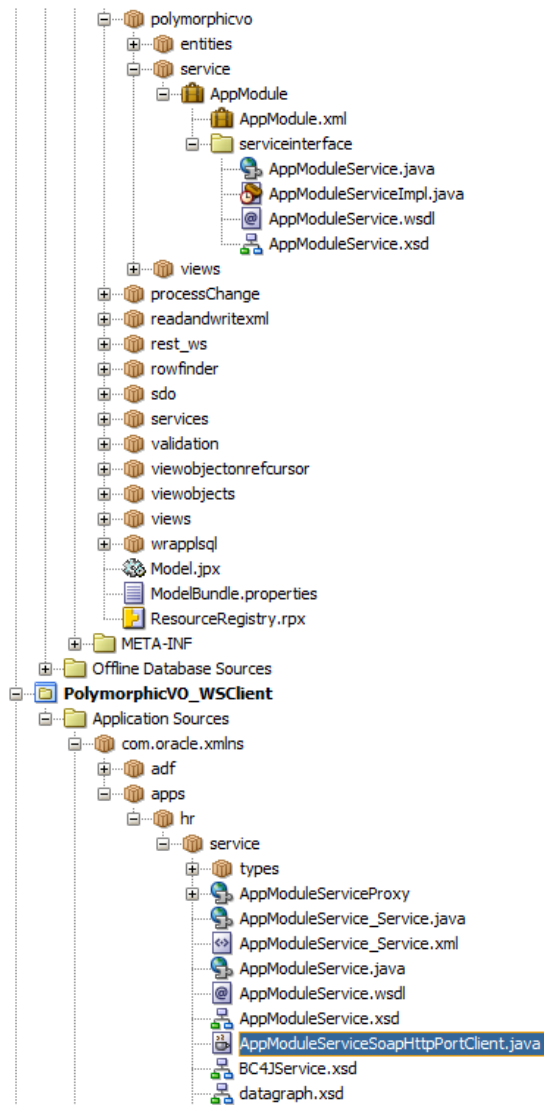 polymorphicvo
entities
service
AppModule
AppModule.xml
serviceinterface
AppModuleService.java
AppModuleServiceImpl.java
AppModuleService.wsdl
AppModuleService.xsd
views
processChange
readandwritexml
rest_ws
rowfinder
sdo
services
validation
viewobjectonrefcursor
viewobjects
views
wrapplsql
Model.jpx
ModelBundle.properties
ResourceRegistry.rpx
META-INF
Offline Database Sources
PolymorphicVO_WSClient
Application Sources
com.oracle.xmlns
adf
apps
hr
service
types
AppModuleServiceProxy
AppModuleService_Service.java
AppModuleService_Service.xml
AppModuleService.java
AppModuleService.wsdl
AppModuleService.xsd
AppModuleServiceSoapHttpPortClient.java
BC4JService.xsd
datagraph.xsd